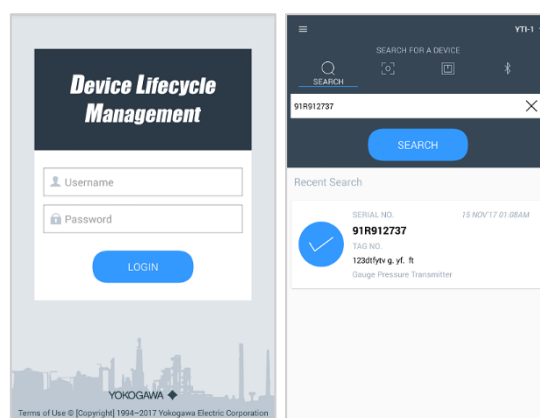 Device Lifecycle
Management
Username
Password
LOGIN
YOKOGAWA
Terms of Use © [Copyright] 1994–2017 Yokogawa Electric Corporation
YTI-1
SEARCH FOR A DEVICE
SEARCH
91R912737
SEARCH
Recent Search
SERIAL NO.
15 NOV'17 01:08AM
91R912737
TAG NO.
123dtfytv g, yf. ft
Gauge Pressure Transmitter